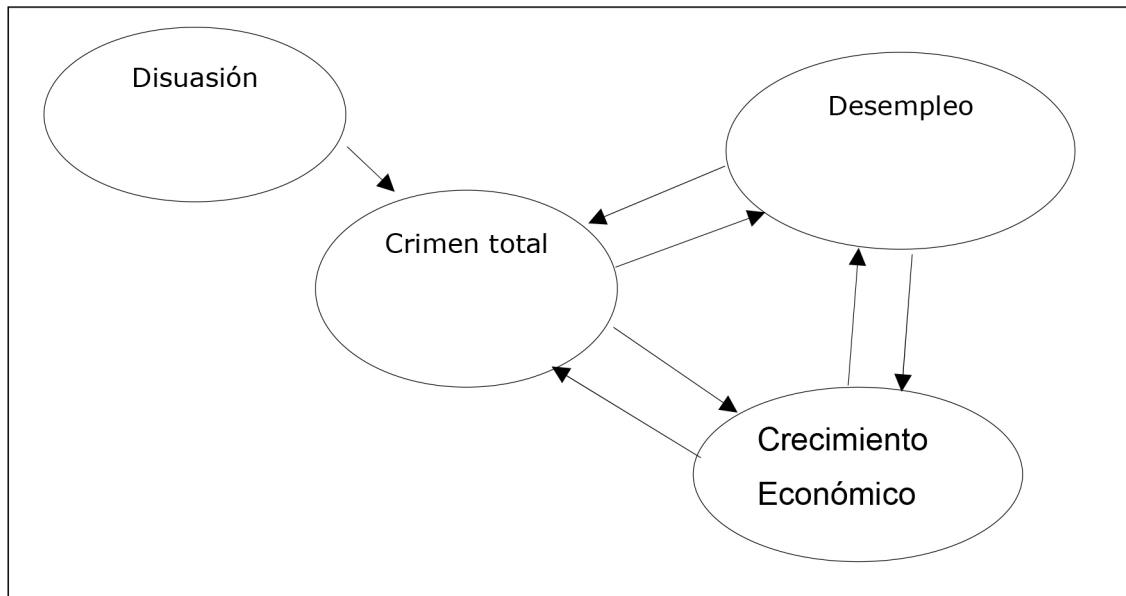 Disuasión
Desempleo
Crimen total
Crecimiento
Económico